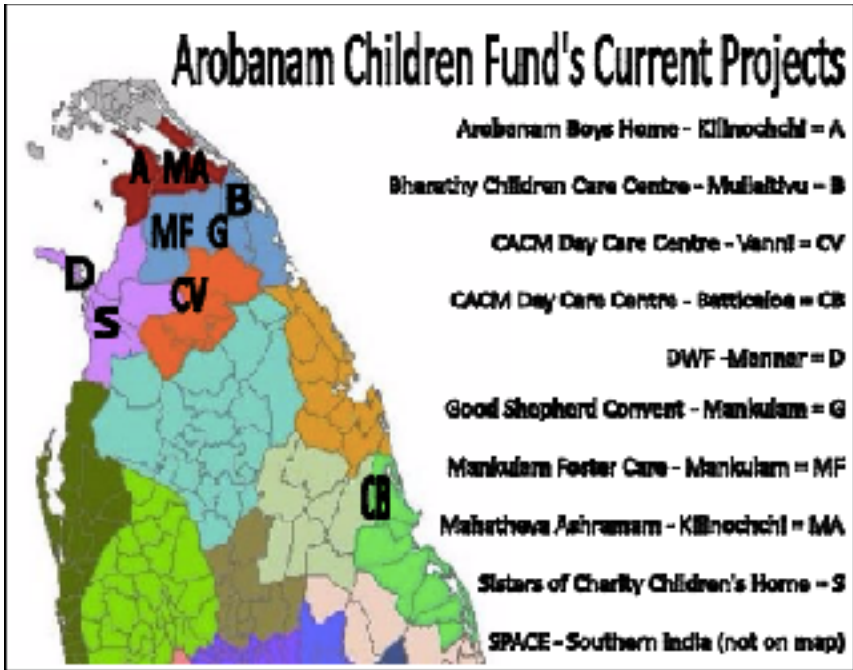 Arobanam Children Fund's Current Projects
Arobanam Boys Home - Killinochchi = A
Bharathy Children Care Centre - Mullaitivu - B
CACM Day Care Centre - Vanni = CV
CACM Day Care Centre - Batticaloa = CB
DWF -Mannar = D
Good Shepherd Convent - Mankulam = G
Mankulam Foster Care - Mankulam = MF
Mahatheva Ashramam - Killinochchi = MA
Sisters of Charity Children's Home - S
SPACE - Southern India (not on map)
A MA
B
MF G
D
CV
S
CB